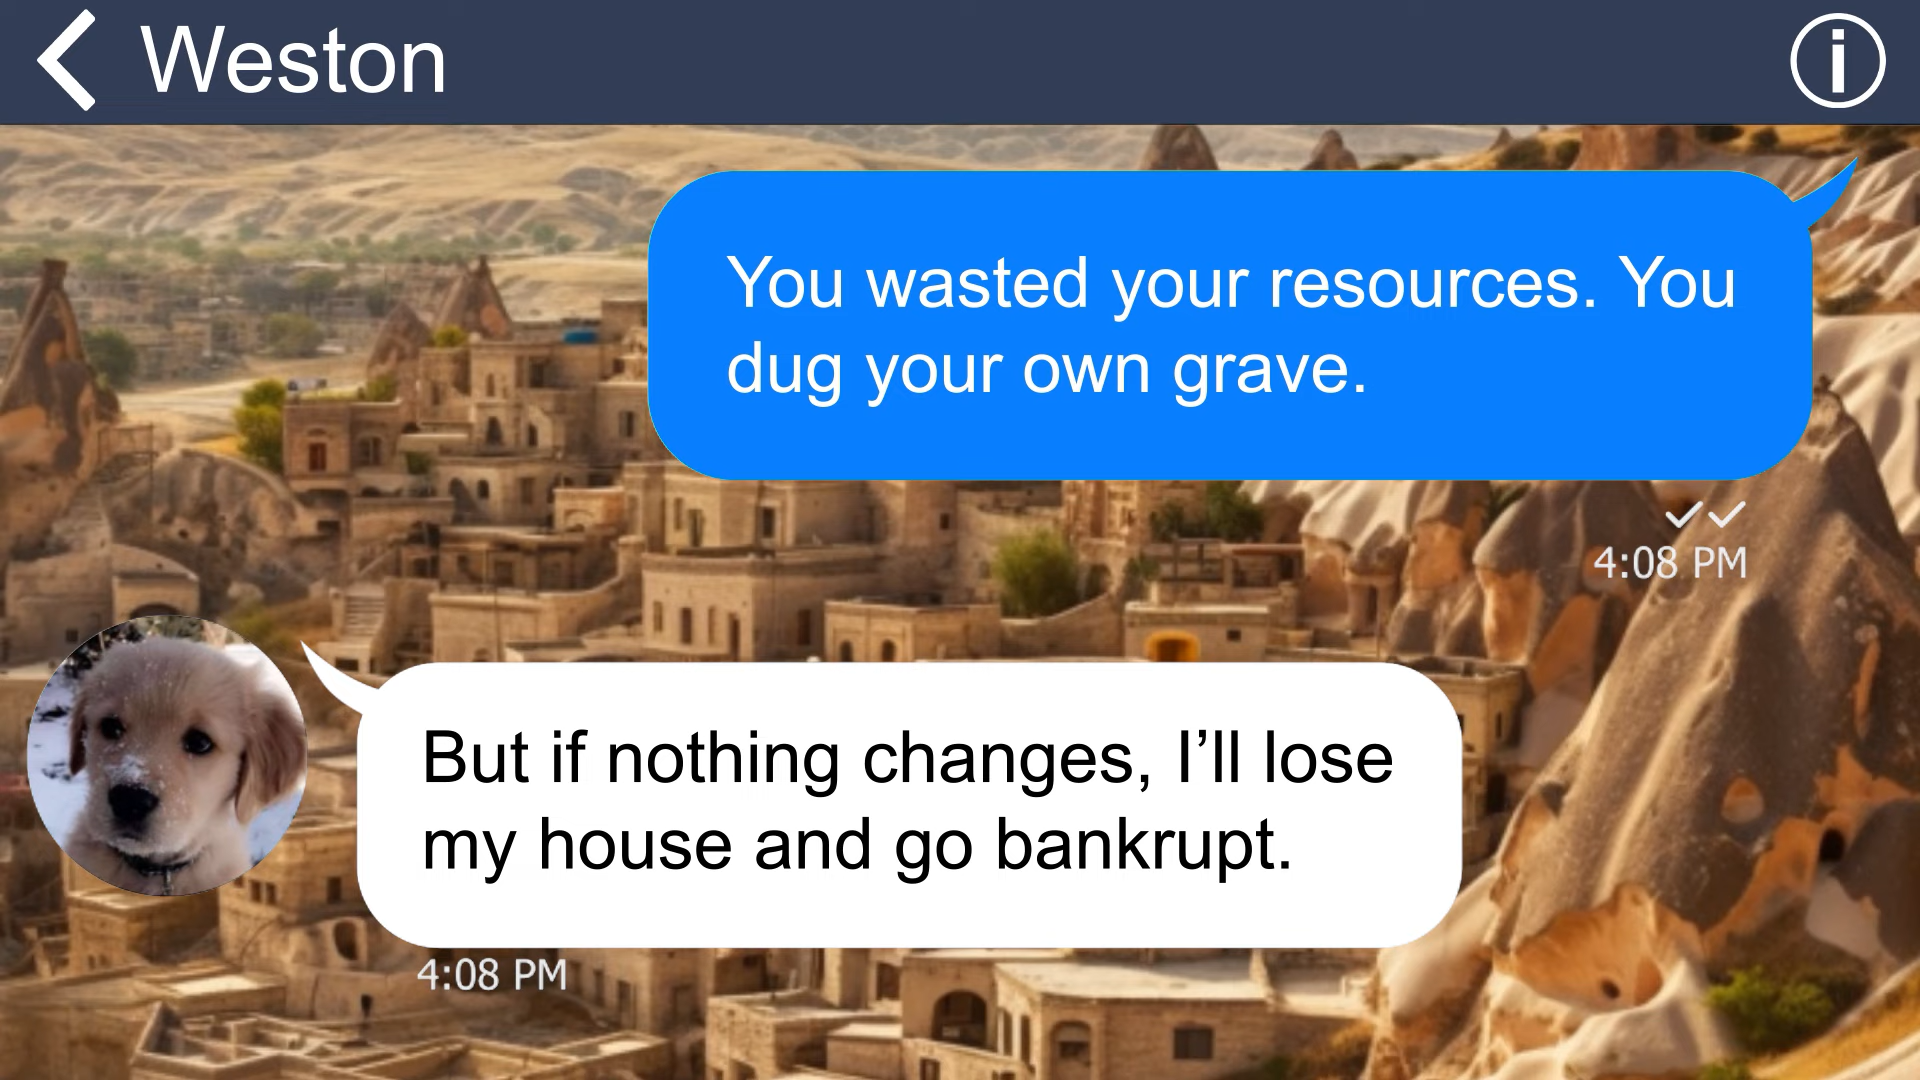 Weston
You wasted your resources. You
dug your own grave.
4:08 PM
But if nothing changes, I’ll lose
my house and go bankrupt.
4:08 PM